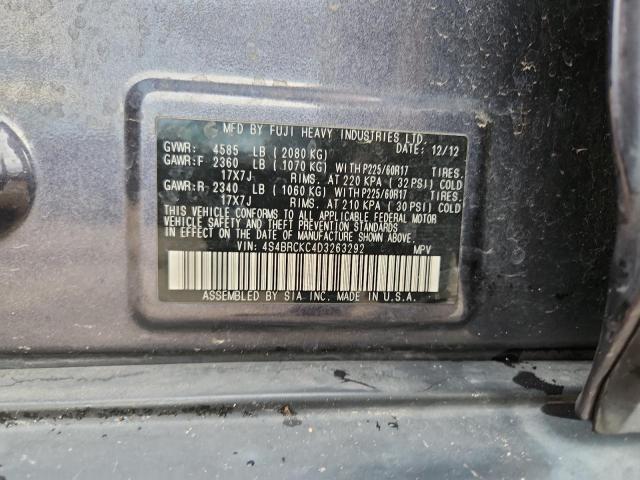 MFD BY FUJI HEAVY INDUSTRIES LTD. DATE: 12/12
GVWR: 4585 LB (2080 KG)
GAWR:F 2360 LB (1070 KG) WITH P225/60R17 TIRES.
17X7J RIMS. AT 220 KPA (32 PSI) COLD
GAWR:R 2340 LB (1060 KG) WITH P225/60R17 TIRES.
17X7J RIMS. AT 210 KPA (30 PSI) COLD
THIS VEHICLE CONFORMS TO ALL APPLICABLE FEDERAL MOTOR
VEHICLE SAFETY AND THEFT PREVENTION STANDARDS
IN EFFECT ON THE DATE OF MANUFACTURE SHOWN ABOVE.
VIN: 4S4BRCKC4D3263292 MPV
ASSEMBLED BY SIA INC. MADE IN U.S.A.